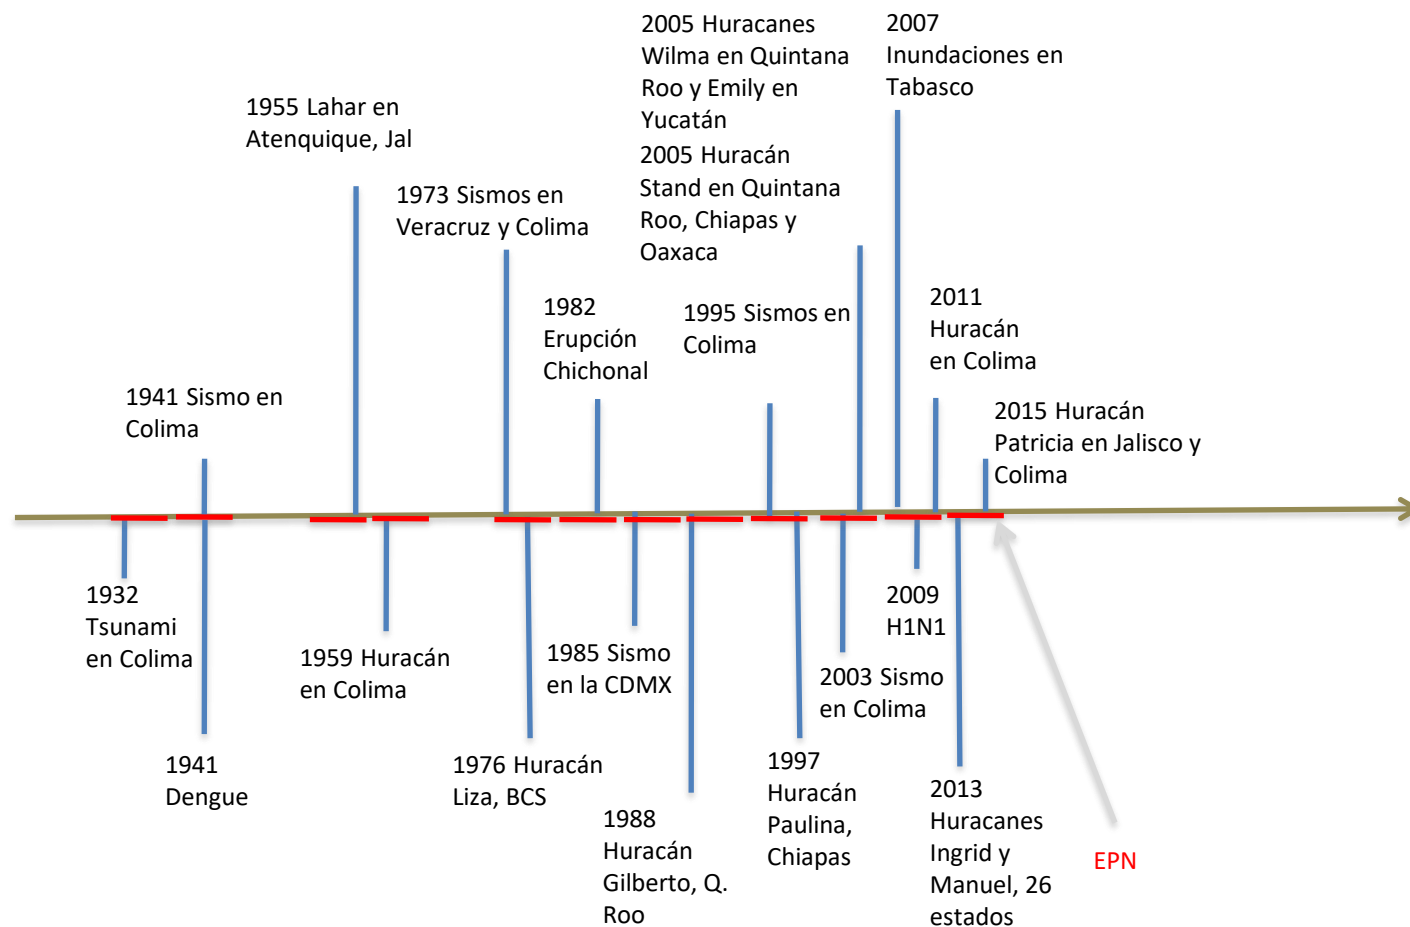 2005 Huracanes
Wilma en Quintana
Roo y Emily en
Yucatán
2007
Inundaciones en
Tabasco
1955 Lahar en
Atenquique, Jal
2005 Huracán
Stand en Quintana
Roo, Chiapas y
Oaxaca
1973 Sismos en
Veracruz y Colima
1982
Erupción
Chichonal
1995 Sismos en
Colima
2011
Huracán
en Colima
1941 Sismo en
Colima
2015 Huracán
Patricia en Jalisco y
Colima
1932
Tsunami
en Colima
1959 Huracán
en Colima
1985 Sismo
en la CDMX
2009
H1N1
2003 Sismo
en Colima
1941
Dengue
1976 Huracán
Liza, BCS
1988
Huracán
Gilberto, Q.
Roo
1997
Huracán
Paulina,
Chiapas
2013
Huracanes
Ingrid y
Manuel, 26
estados
EPN